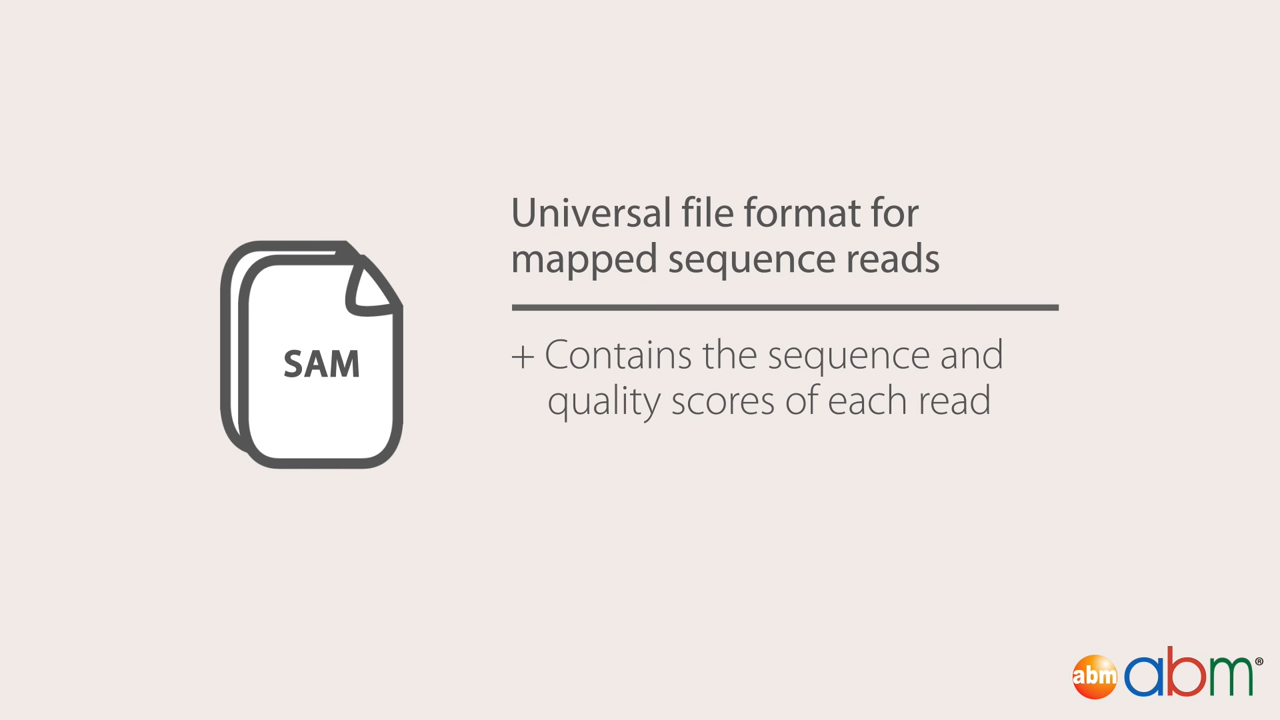 Universal file format for
mapped sequence reads
SAM
+ Contains the sequence and
quality scores of each read
abm abm®